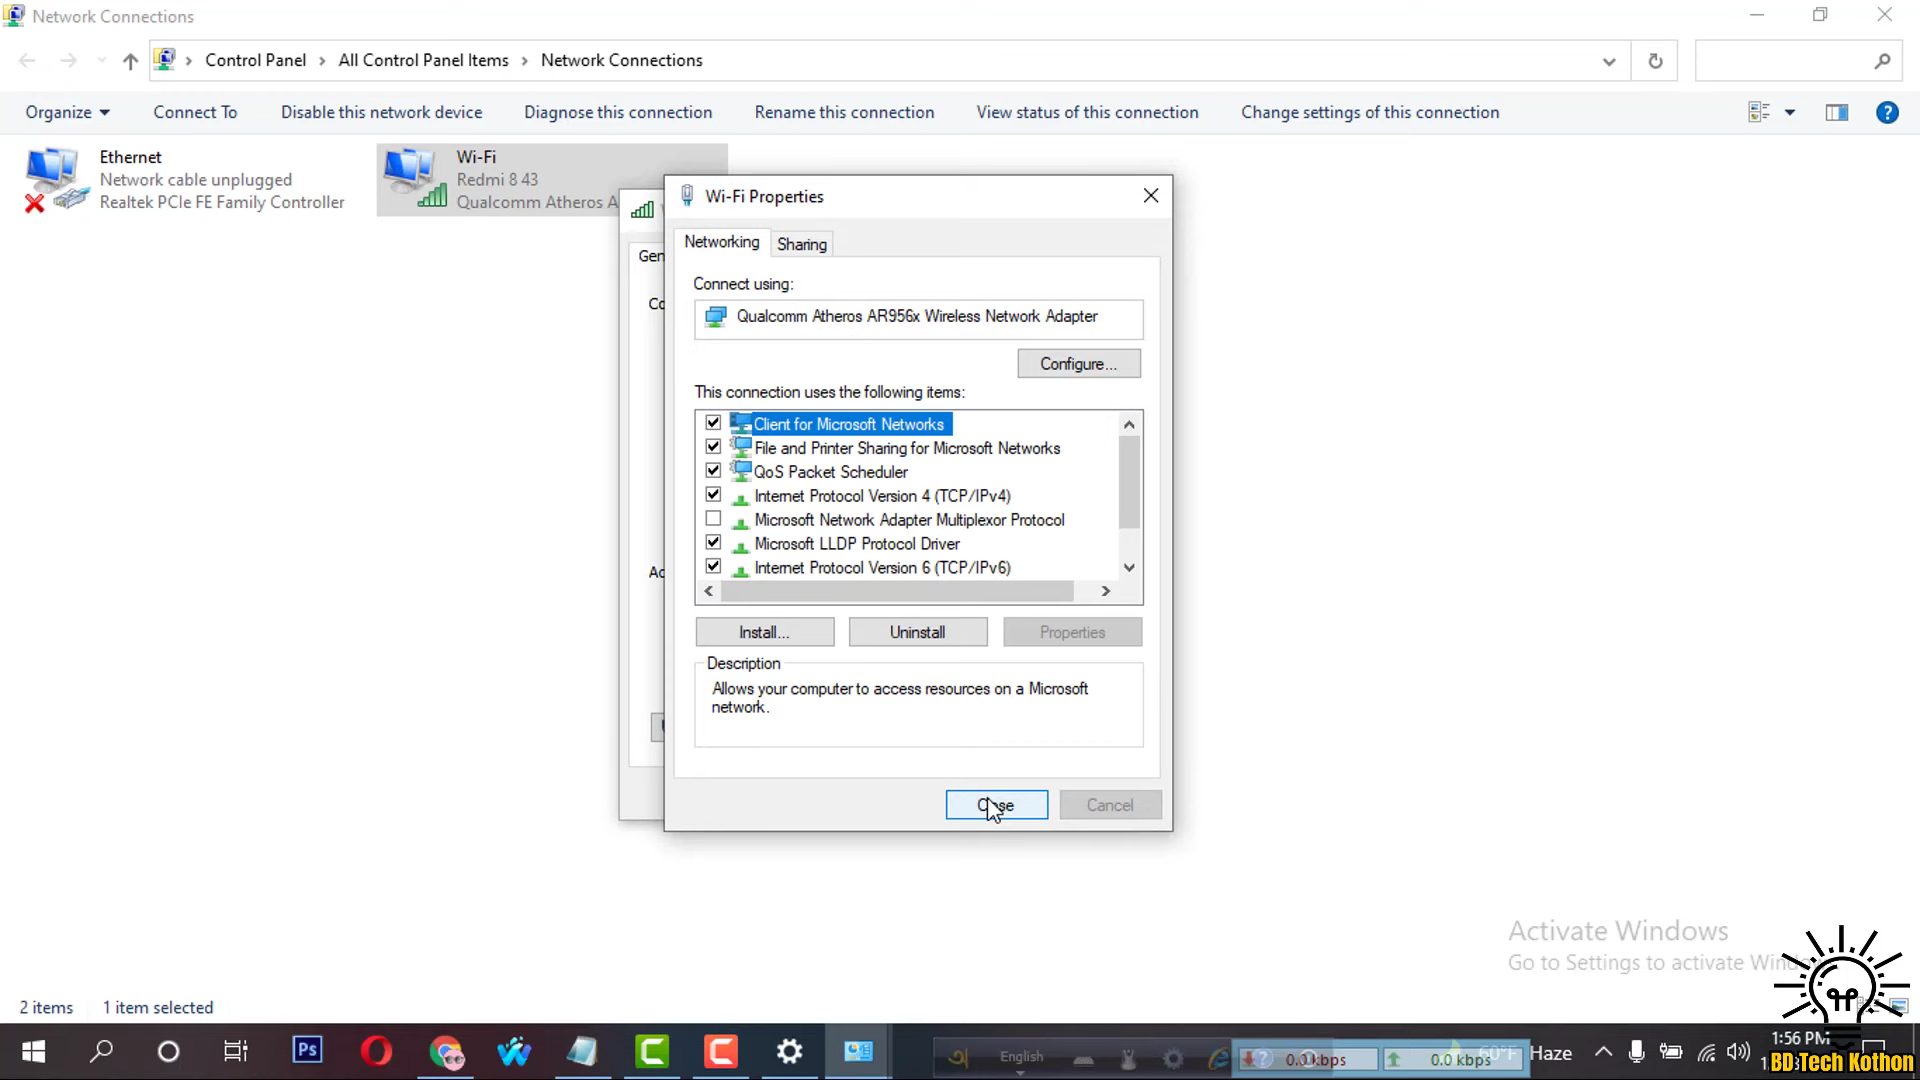 Network Connections
Control Panel > All Control Panel Items > Network Connections
Organize Connect To Disable this network device Diagnose this connection Rename this connection View status of this connection Change settings of this connection
Ethernet
Network cable unplugged
Realtek PCIe FE Family Controller
Wi-Fi
Redmi 8 43
Qualcomm Atheros A
Wi-Fi Properties
Networking Sharing
Connect using:
Qualcomm Atheros AR956x Wireless Network Adapter
Configure...
This connection uses the following items:
Client for Microsoft Networks
File and Printer Sharing for Microsoft Networks
QoS Packet Scheduler
Internet Protocol Version 4 (TCP/IPv4)
Microsoft Network Adapter Multiplexor Protocol
Microsoft LLDP Protocol Driver
Internet Protocol Version 6 (TCP/IPv6)
Install... Uninstall Properties
Description
Allows your computer to access resources on a Microsoft
network.
Close Cancel
Gen
Co
Ac
Activate Windows
Go to Settings to activate
2 items 1 item selected
Ps
English
0.0 kbps
0.0 kbps
60°F Haze
1:56 PM
BD Tech Kothon